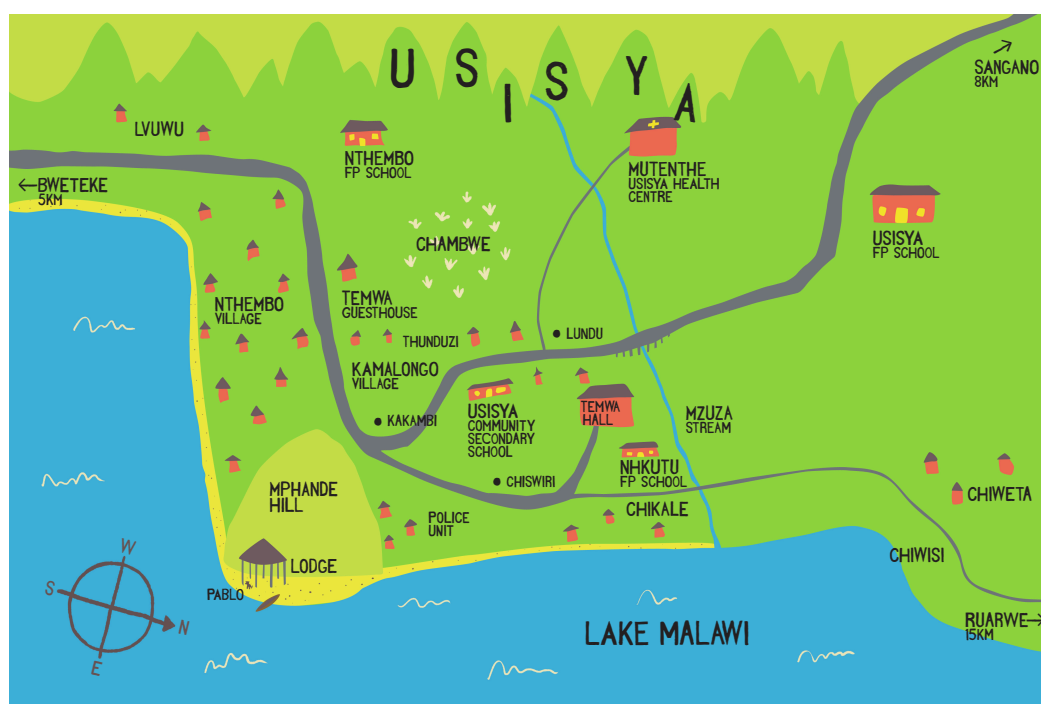 USISYA
SANGANO
8KM
LVUWU
NTHEMBO
FP SCHOOL
MUTENTHE
USISYA HEALTH
CENTRE
←BWETEKE
5KM
USISYA
FP SCHOOL
CHAMBWE
NTHEMBO
VILLAGE
TEMWA
GUESTHOUSE
THUNDUZI
LUNDU
KAMALONGO
VILLAGE
KAKAMBI
USISYA
COMMUNITY
SECONDARY
SCHOOL
TEMWA
HALL
MZUZA
STREAM
NHKUTU
FP SCHOOL
CHISWIRI
MPHANDE
HILL
POLICE
UNIT
CHIKALE
CHIWETA
CHIWISI
LODGE
PABLO
RUARWE→
15KM
LAKE MALAWI
W
S
N
E